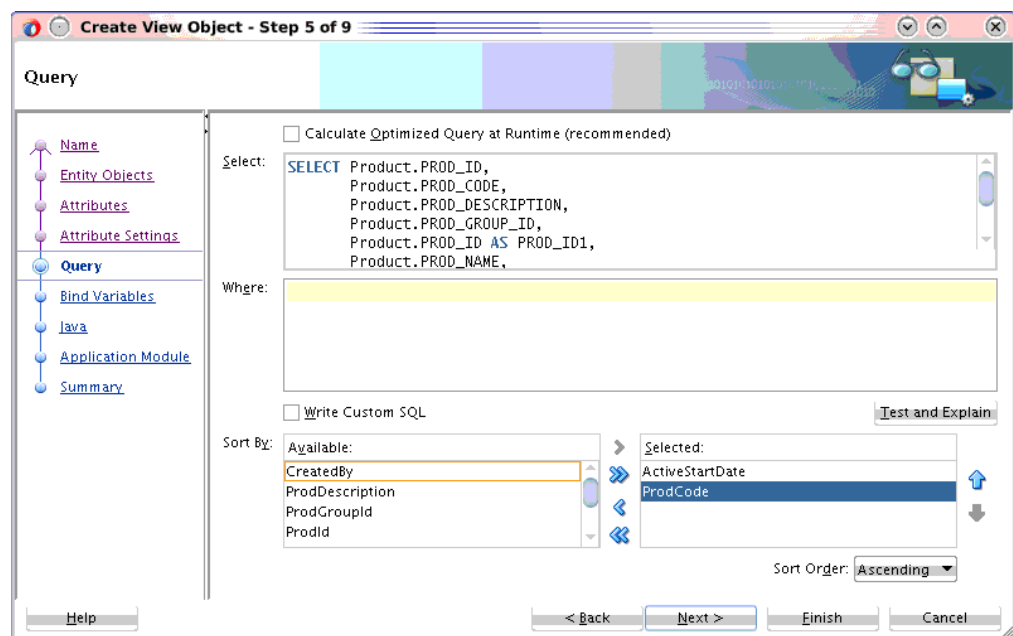 Create View Object - Step 5 of 9
Query
Name
Entity Objects
Attributes
Attribute Settings
Query
Bind Variables
Java
Application Module
Summary
Calculate Optimized Query at Runtime (recommended)
Select:
SELECT Product.PROD_ID,
Product.PROD_CODE,
Product.PROD_DESCRIPTION,
Product.PROD_GROUP_ID,
Product.PROD_ID AS PROD_ID1,
Product.PROD_NAME,
Where:
Write Custom SQL
Test and Explain
Sort By:
Available:
CreatedBy
ProdDescription
ProdGroupId
ProdId
Selected:
ActiveStartDate
ProdCode
Sort Order: Ascending
Help
< Back
Next >
Finish
Cancel